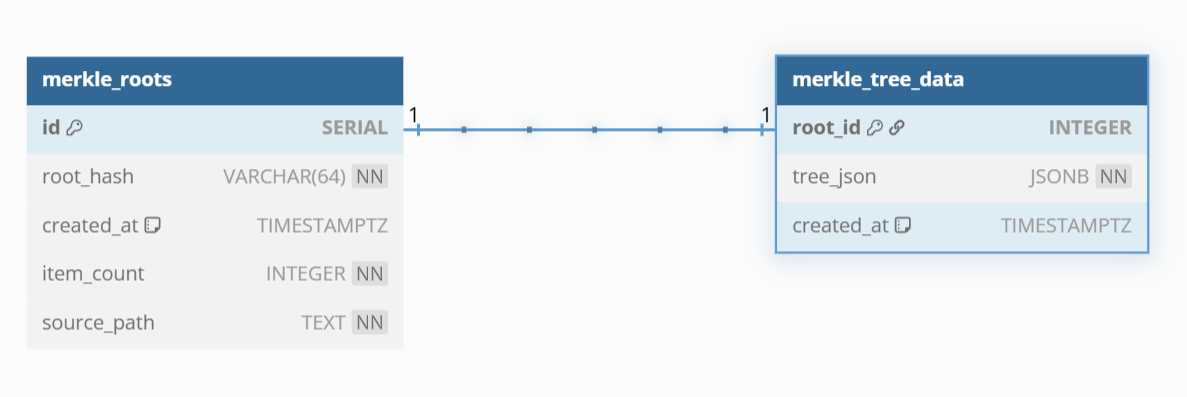 merkle_roots
id SERIAL
root_hash VARCHAR(64) NN
created_at TIMESTAMPTZ
item_count INTEGER NN
source_path TEXT NN
1 1
merkle_tree_data
root_id INTEGER
tree_json JSONB NN
created_at TIMESTAMPTZ